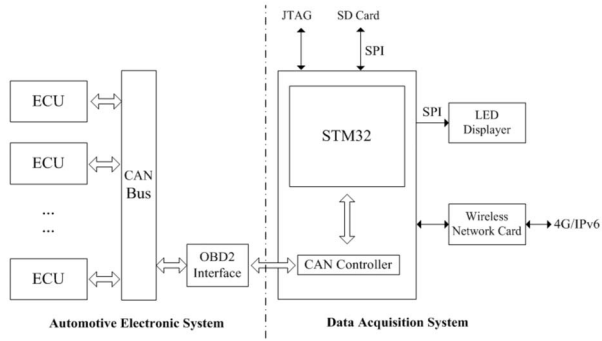 JTAG
SD Card
SPI
ECU
ECU
...
...
ECU
CAN
Bus
OBD2
Interface
STM32
CAN Controller
SPI
LED
Displayer
Wireless
Network Card
4G/IPv6
Automotive Electronic System
Data Acquisition System